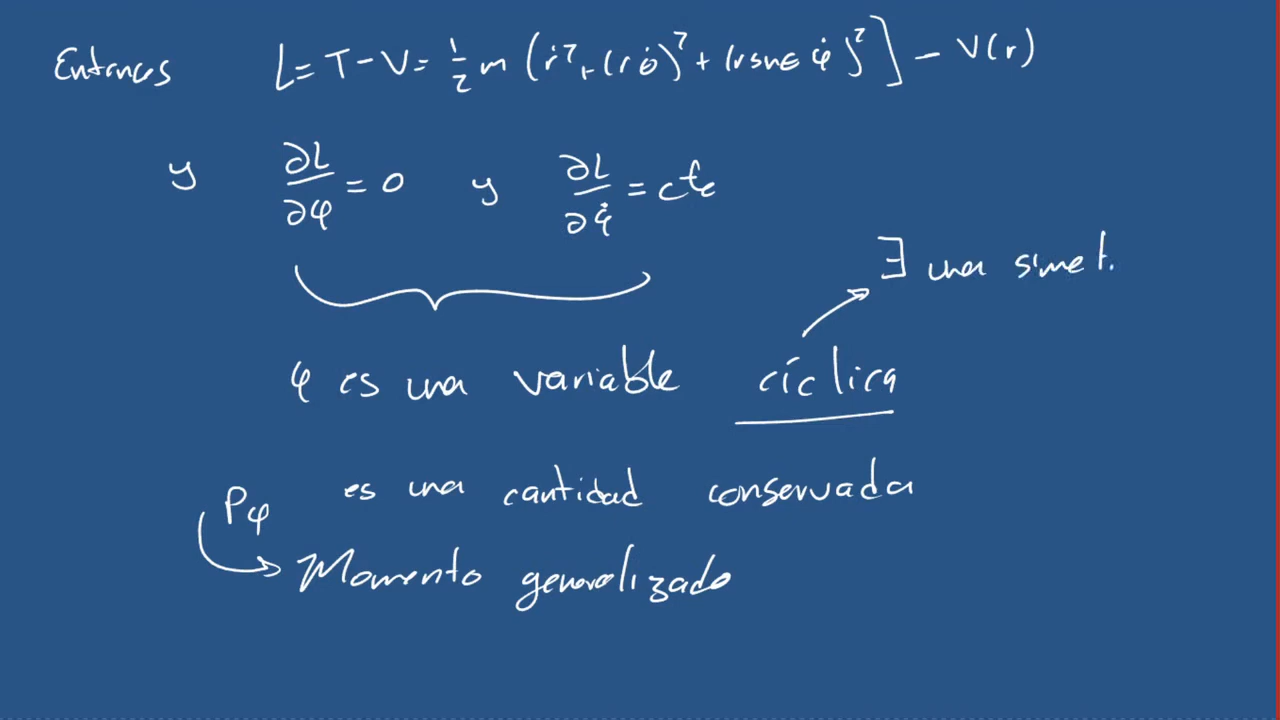 Entonces L = T - V = 1/2 m (ṙ² + (r θ̇)² + (r sen θ φ̇)²] - V(r)
y ∂L/∂φ = 0 y ∂L/∂φ̇ = cte
∃ una simet.
φ es una variable cíclica
Pφ es una cantidad conservada
Momento generalizado